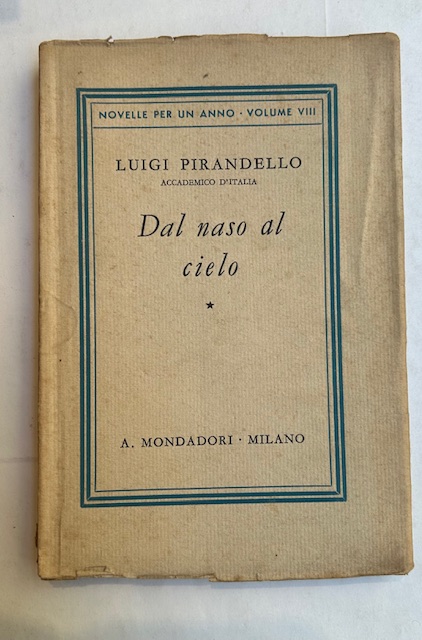 NOVELLE PER UN ANNO · VOLUME VIII
LUIGI PIRANDELLO
ACCADEMICO D'ITALIA
Dal naso al
cielo
A. MONDADORI · MILANO